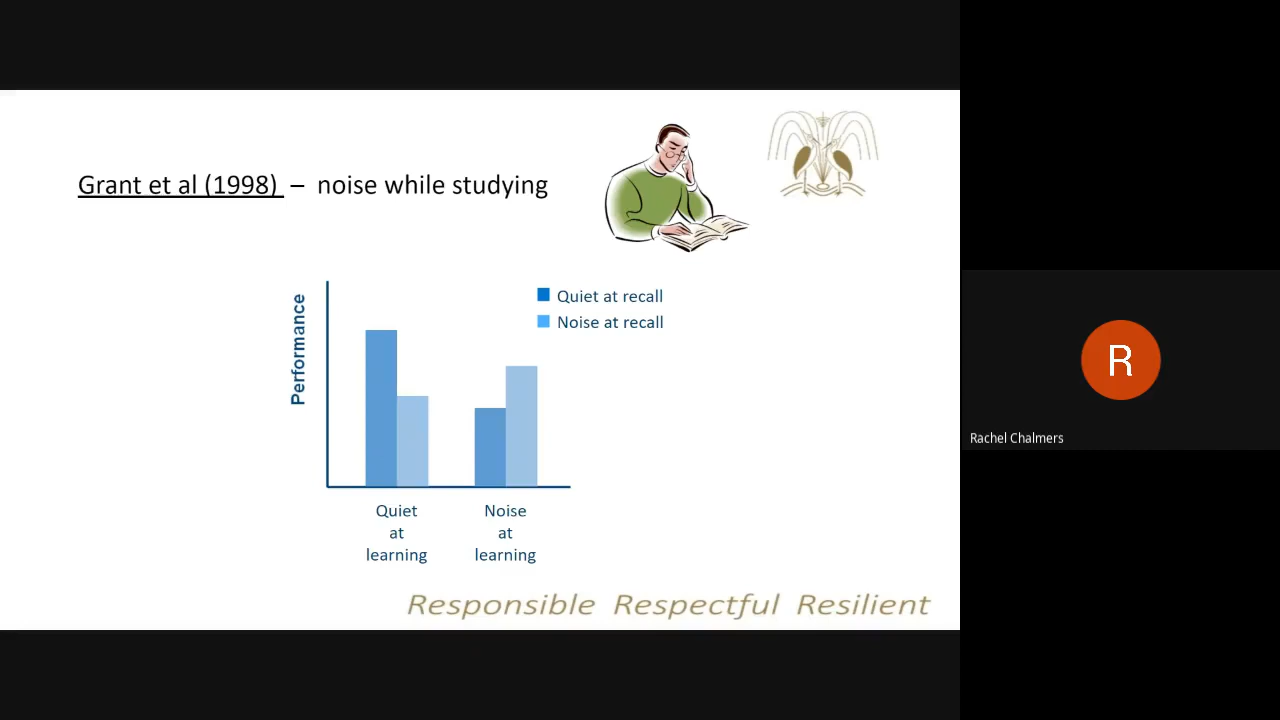 Grant et al (1998) – noise while studying
Quiet at recall
Noise at recall
Performance
Quiet
at
learning
Noise
at
learning
Responsible Respectful Resilient
R
Rachel Chalmers